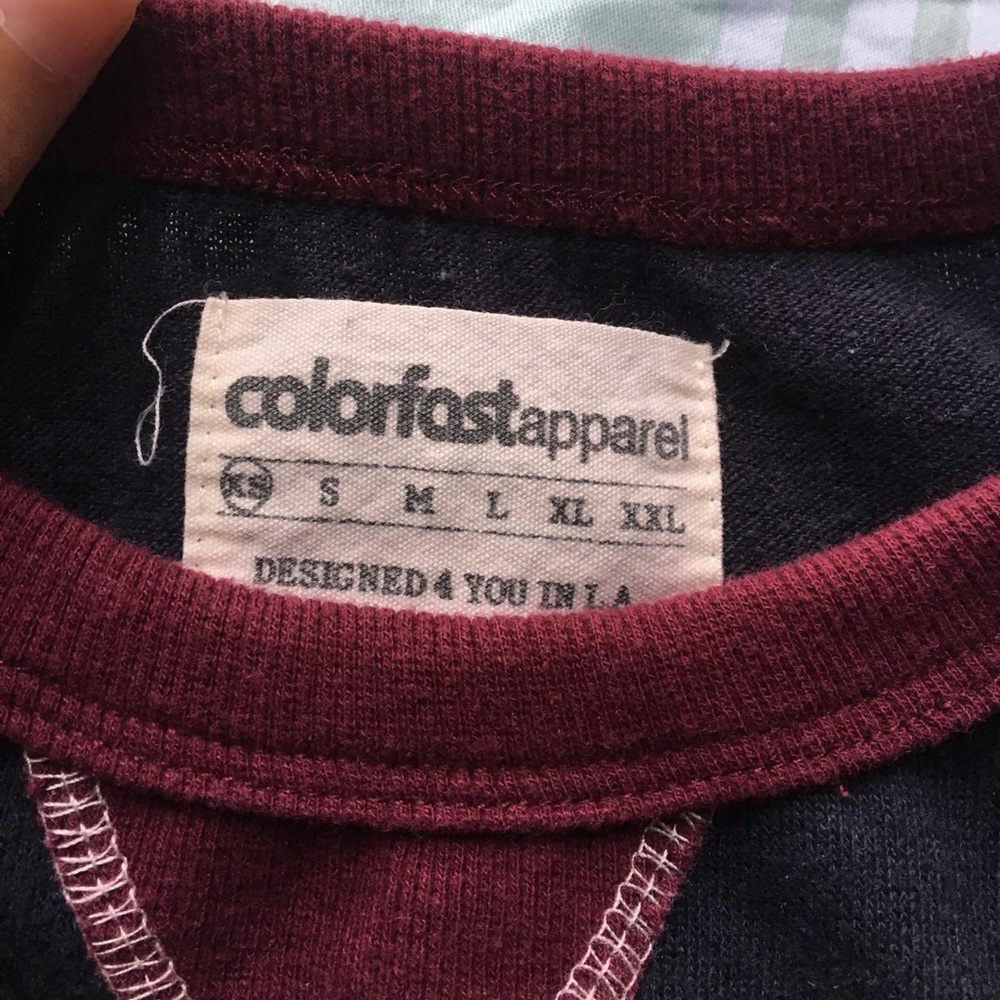 colorfastapparel
XS S M L XL XXL
DESIGNED 4 YOU IN L.A.